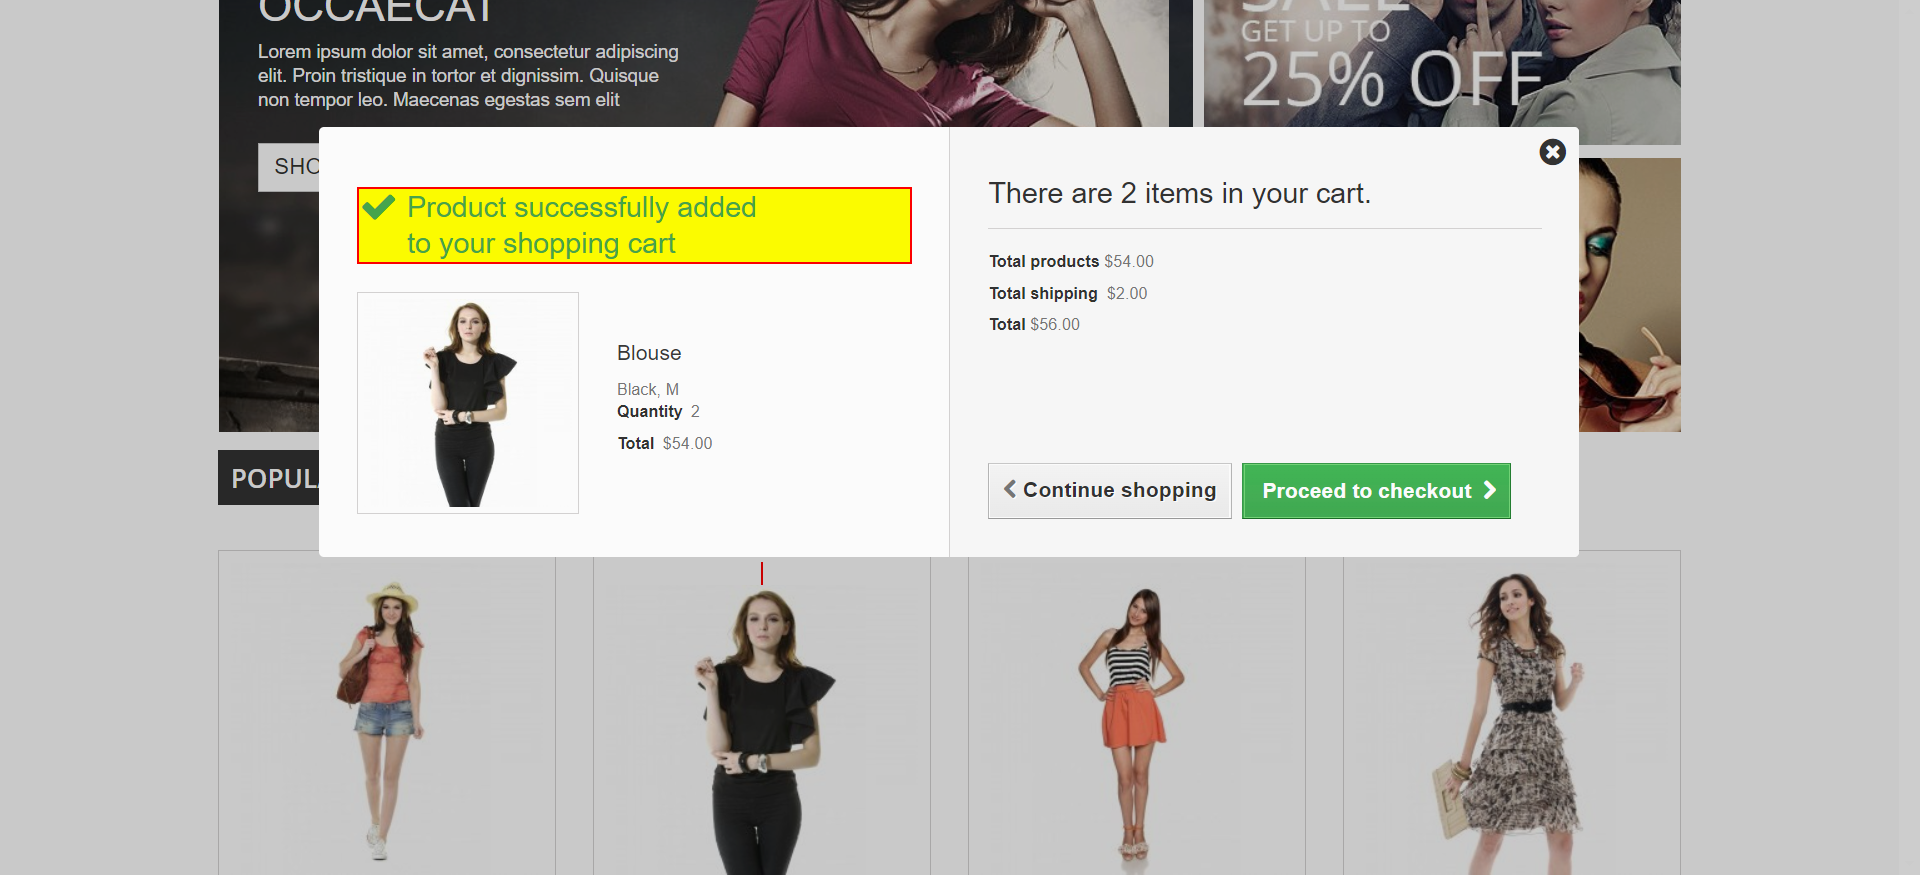 OCCAECAT
Lorem ipsum dolor sit amet, consectetur adipiscing
elit. Proin tristique in tortor et dignissim. Quisque
non tempor leo. Maecenas egestas sem elit
SHO
SALE
GET UP TO
25% OFF
Product successfully added
to your shopping cart
Blouse
Black, M
Quantity 2
Total $54.00
There are 2 items in your cart.
Total products $54.00
Total shipping $2.00
Total $56.00
Continue shopping
Proceed to checkout
POPUL